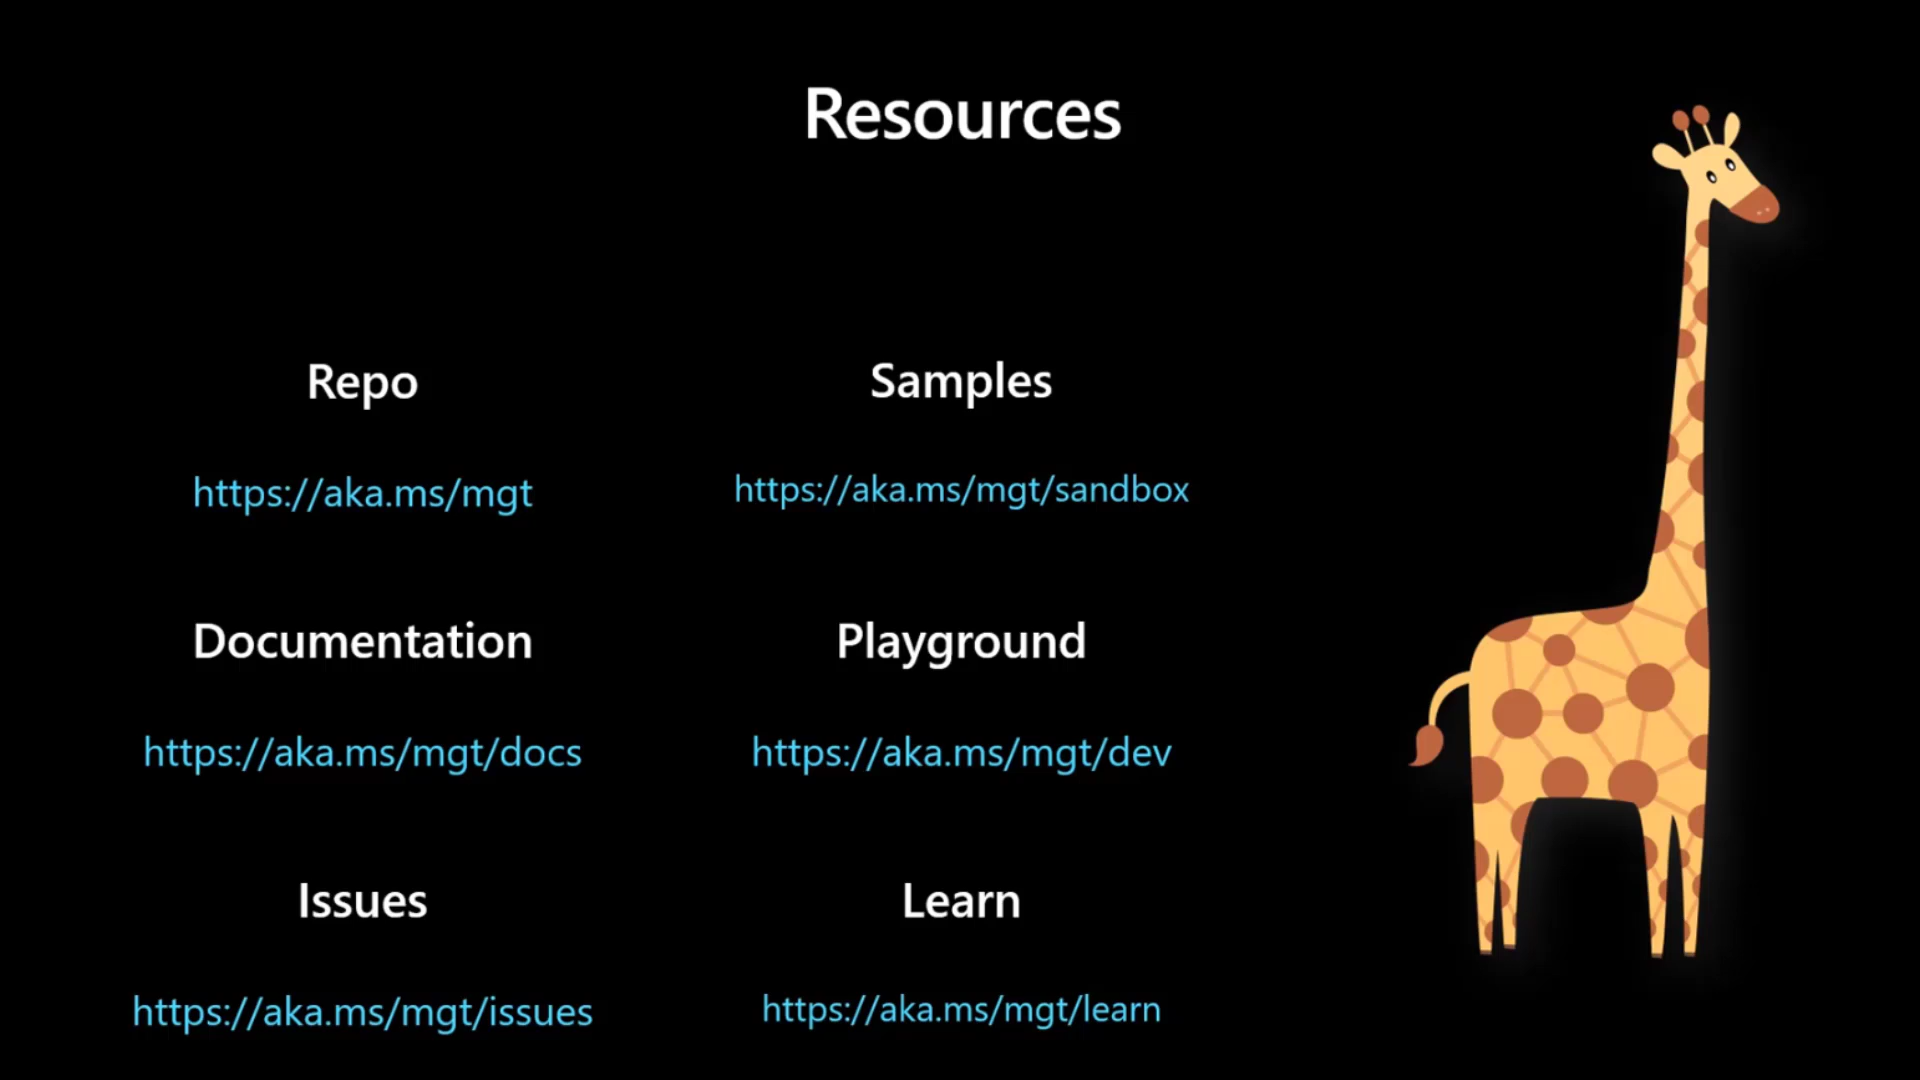 Resources
Repo
https://aka.ms/mgt
Samples
https://aka.ms/mgt/sandbox
Documentation
https://aka.ms/mgt/docs
Playground
https://aka.ms/mgt/dev
Issues
https://aka.ms/mgt/issues
Learn
https://aka.ms/mgt/learn